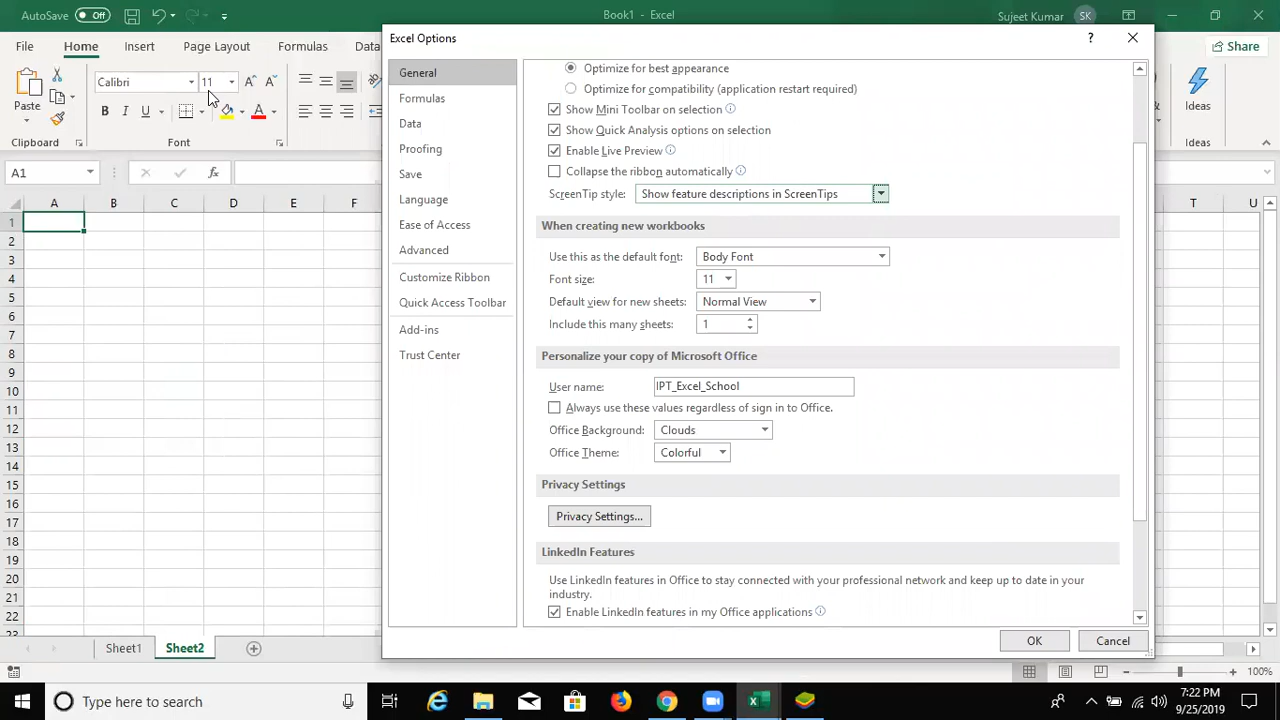 AutoSave Off
Book1 - Excel
Sujeet Kumar SK
File Home Insert Page Layout Formulas Dat
Share
Excel Options
?
Paste
Clipboard
Calibri 11
B I U
A
Font
Ideas
Ideas
A1
fx
A B C D E F T U
1
2
3
4
5
6
7
8
9
10
11
12
13
14
15
16
17
18
19
20
21
22
23
General
Formulas
Data
Proofing
Save
Language
Ease of Access
Advanced
Customize Ribbon
Quick Access Toolbar
Add-ins
Trust Center
Optimize for best appearance
Optimize for compatibility (application restart required)
Show Mini Toolbar on selection
Show Quick Analysis options on selection
Enable Live Preview
Collapse the ribbon automatically
ScreenTip style: Show feature descriptions in ScreenTips
When creating new workbooks
Use this as the default font: Body Font
Font size: 11
Default view for new sheets: Normal View
Include this many sheets: 1
Personalize your copy of Microsoft Office
User name: IPT_Excel_School
Always use these values regardless of sign in to Office.
Office Background: Clouds
Office Theme: Colorful
Privacy Settings
Privacy Settings...
LinkedIn Features
Use LinkedIn features in Office to stay connected with your professional network and keep up to date in your
industry.
Enable LinkedIn features in my Office applications
OK Cancel
Sheet1 Sheet2
100%
Type here to search
7:22 PM
9/25/2019